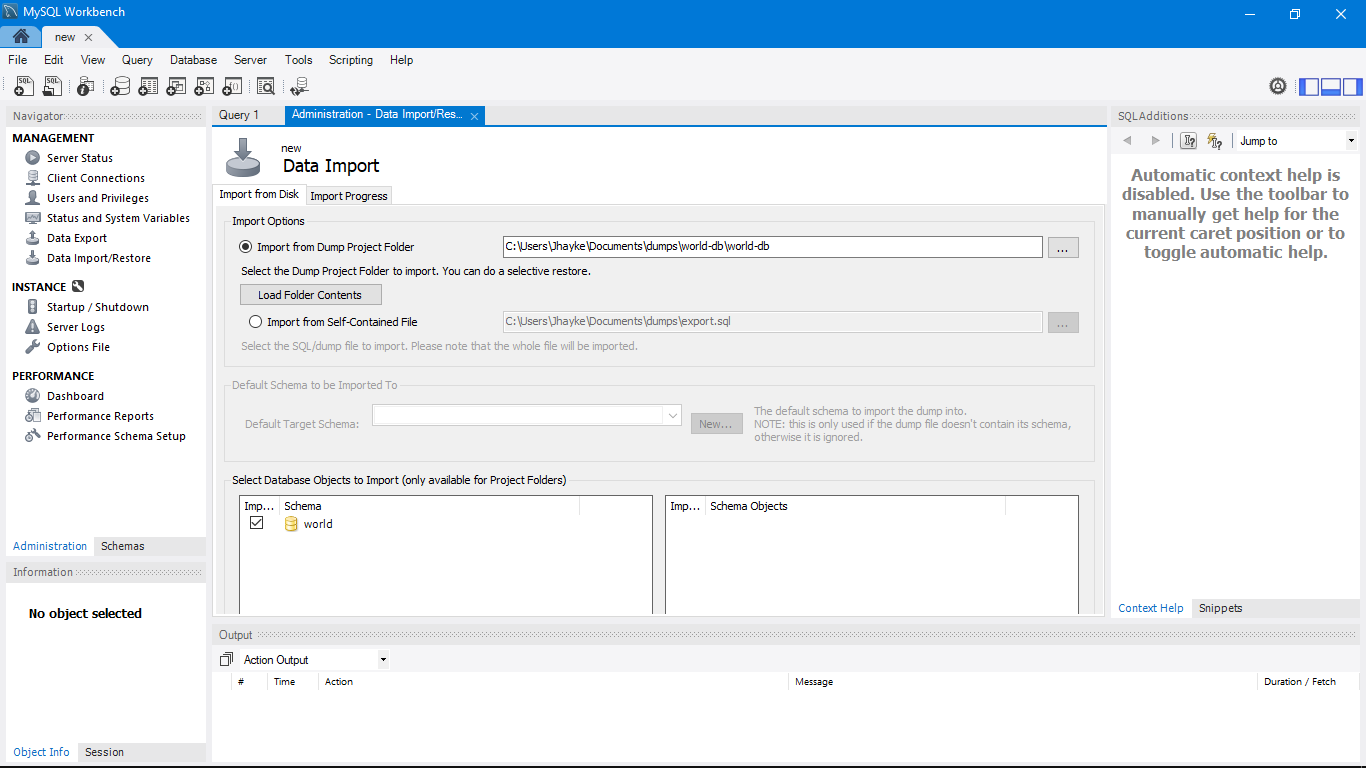 MySQL Workbench
new
File Edit View Query Database Server Tools Scripting Help
SQL SQL
Navigator
MANAGEMENT
Server Status
Client Connections
Users and Privileges
Status and System Variables
Data Export
Data Import/Restore
INSTANCE
Startup / Shutdown
Server Logs
Options File
PERFORMANCE
Dashboard
Performance Reports
Performance Schema Setup
Administration Schemas
Information
No object selected
Object Info Session
Query 1 Administration - Data Import/Res...
new
Data Import
Import from Disk Import Progress
Import Options
Import from Dump Project Folder C:\Users\Jhayke\Documents\dumps\world-db\world-db ...
Select the Dump Project Folder to import. You can do a selective restore.
Load Folder Contents
Import from Self-Contained File C:\Users\Jhayke\Documents\dumps\export.sql ...
Select the SQL/dump file to import. Please note that the whole file will be imported.
Default Schema to be Imported To
Default Target Schema: New...
The default schema to import the dump into.
NOTE: this is only used if the dump file doesn't contain its schema,
otherwise it is ignored.
Select Database Objects to Import (only available for Project Folders)
Imp... Schema
world
Imp... Schema Objects
Output
Action Output
# Time Action Message Duration / Fetch
SQLAdditions
Jump to
Automatic context help is
disabled. Use the toolbar to
manually get help for the
current caret position or to
toggle automatic help.
Context Help Snippets